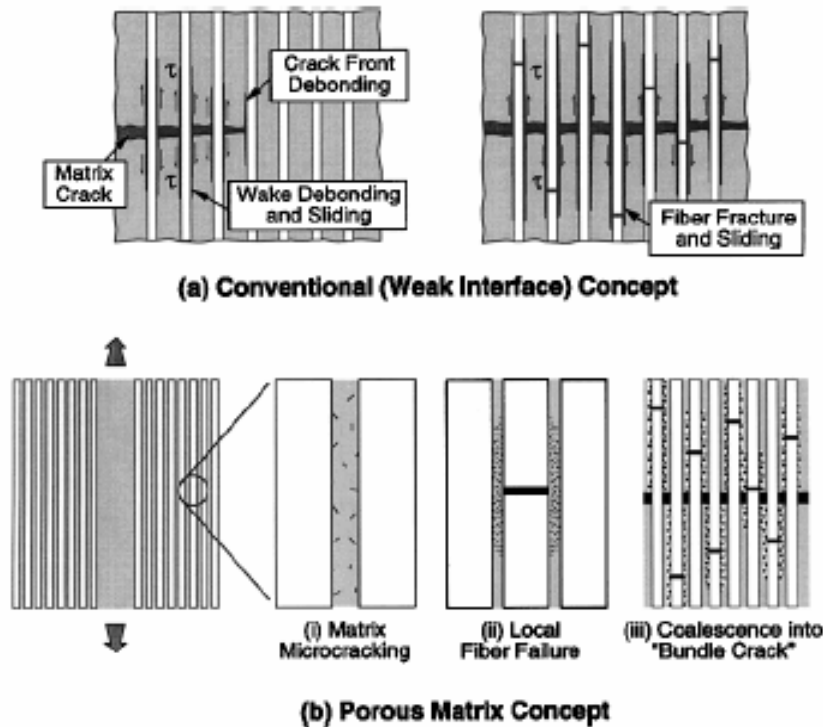 τ
τ
Crack Front
Debonding
Matrix
Crack
Wake Debonding
and Sliding
τ
τ
Fiber Fracture
and Sliding
(a) Conventional (Weak Interface) Concept
(i) Matrix
Microcracking
(ii) Local
Fiber Failure
(iii) Coalescence into
"Bundle Crack"
(b) Porous Matrix Concept